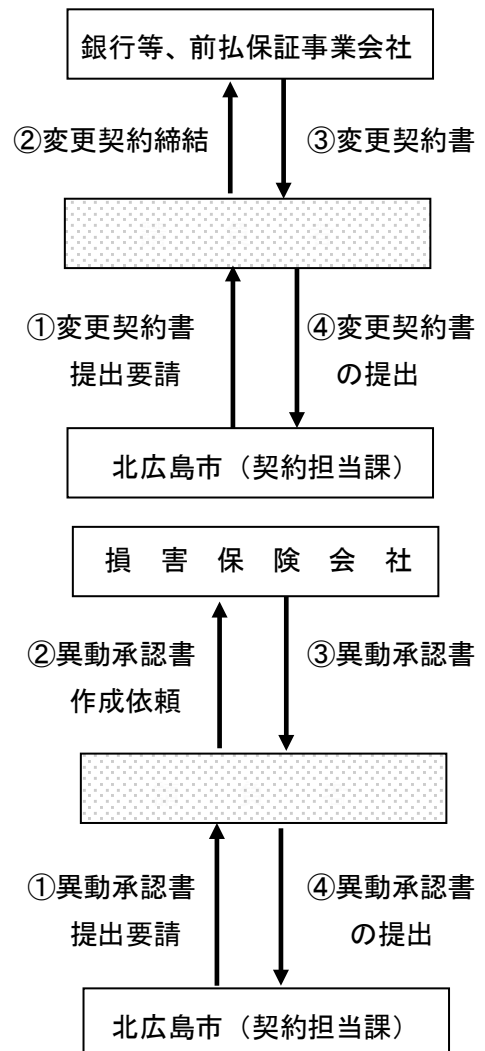 銀行等、前払保証事業会社
②変更契約締結
③変更契約書
①変更契約書
提出要請
④変更契約書
の提出
北広島市（契約担当課）
損　害　保　険　会　社
②異動承認書
作成依頼
③異動承認書
①異動承認書
提出要請
④異動承認書
の提出
北広島市（契約担当課）